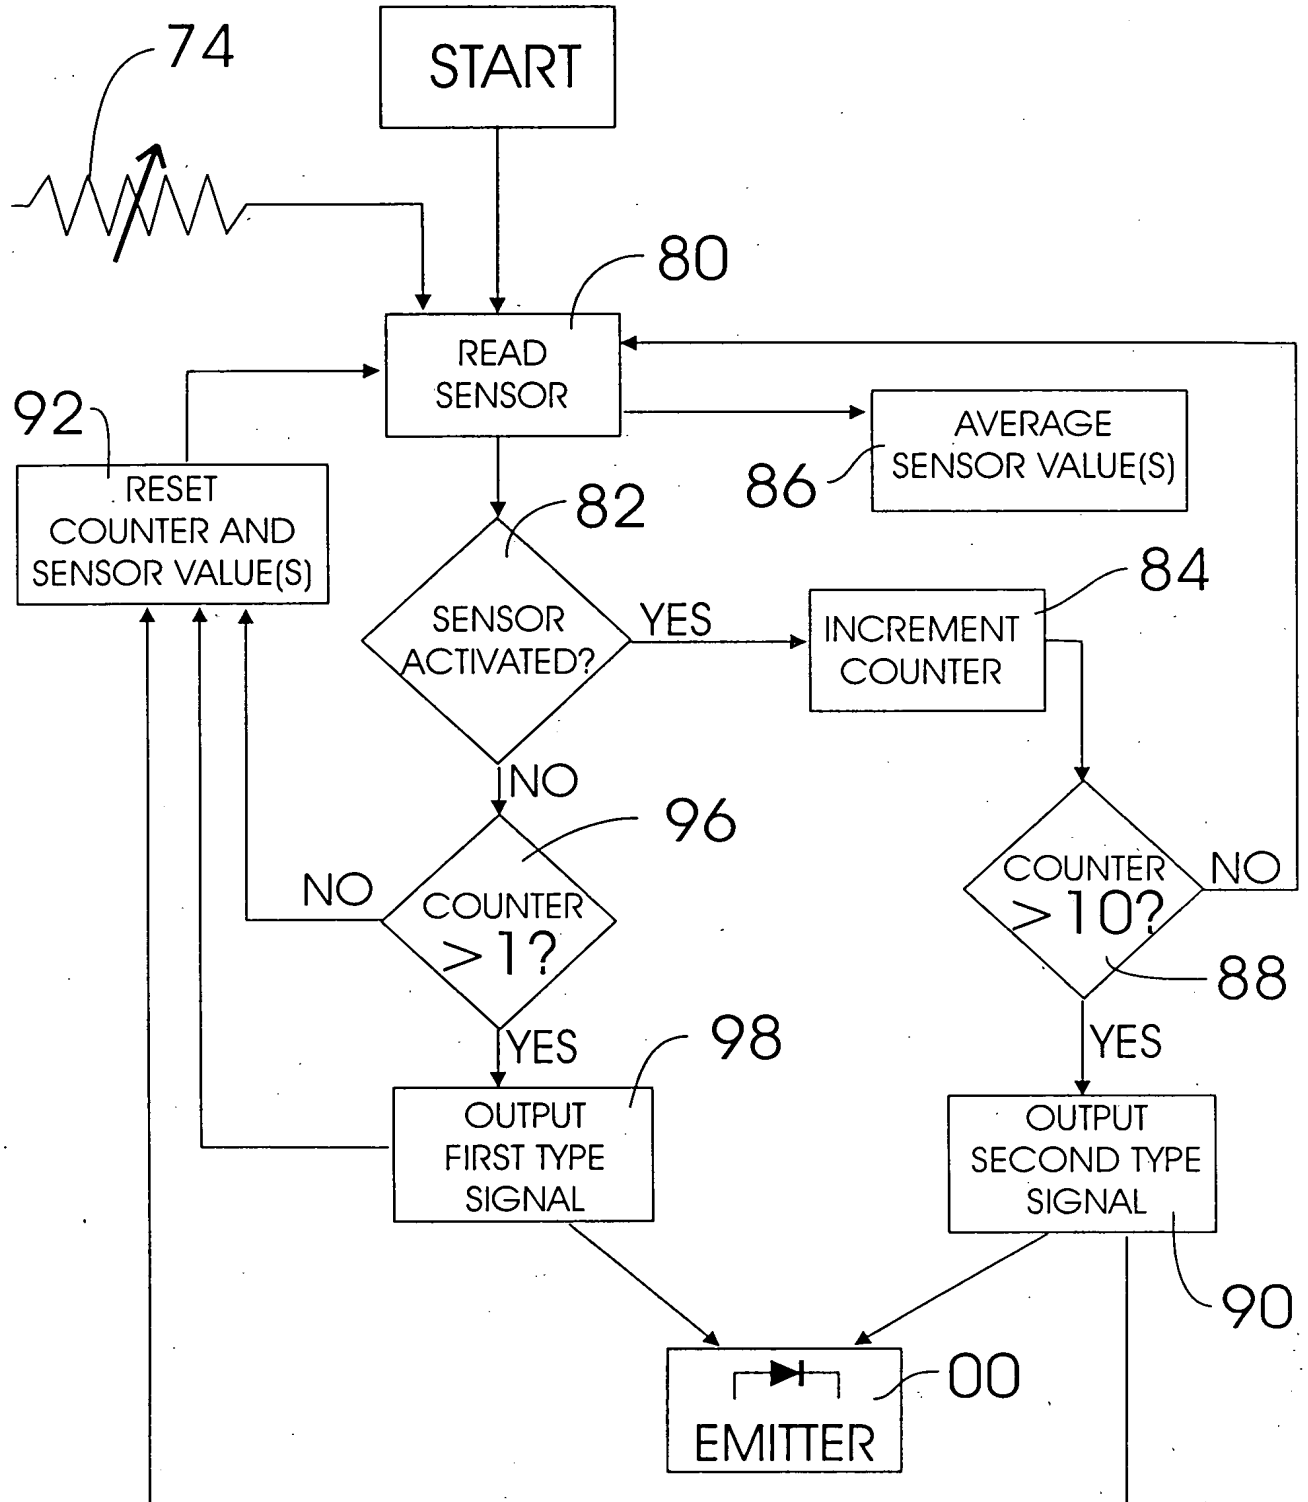 74
START
80
READ
SENSOR
92
AVERAGE
SENSOR VALUE(S)
86
RESET
COUNTER AND
SENSOR VALUE(S)
82
84
SENSOR
ACTIVATED?
YES
INCREMENT
COUNTER
NO
96
COUNTER
> 10?
NO
88
NO
COUNTER
> 1?
YES
98
YES
OUTPUT
FIRST TYPE
SIGNAL
OUTPUT
SECOND TYPE
SIGNAL
90
00
EMITTER